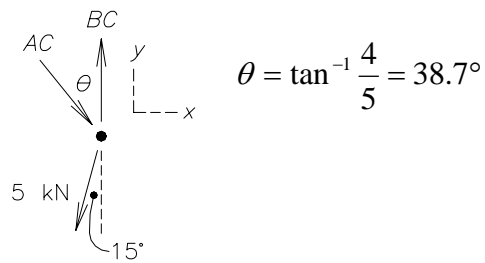 BC
AC
y
θ
x
5 kN
15°
θ = tan⁻¹ 4/5 = 38.7°